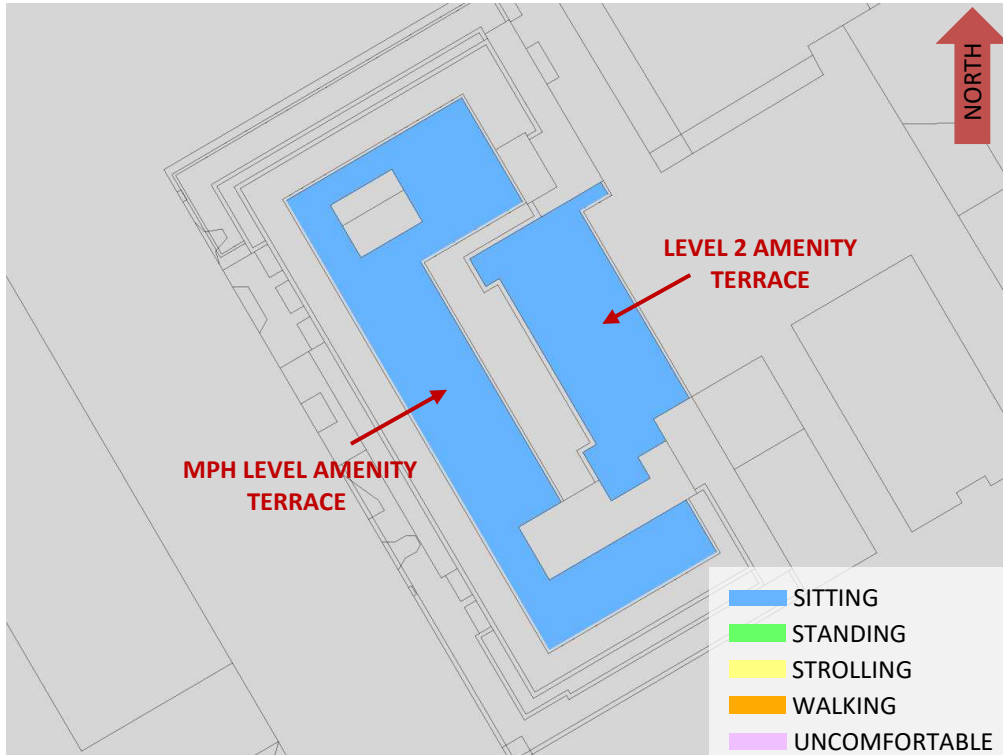 NORTH
LEVEL 2 AMENITY
TERRACE
MPH LEVEL AMENITY
TERRACE
SITTING
STANDING
STROLLING
WALKING
UNCOMFORTABLE